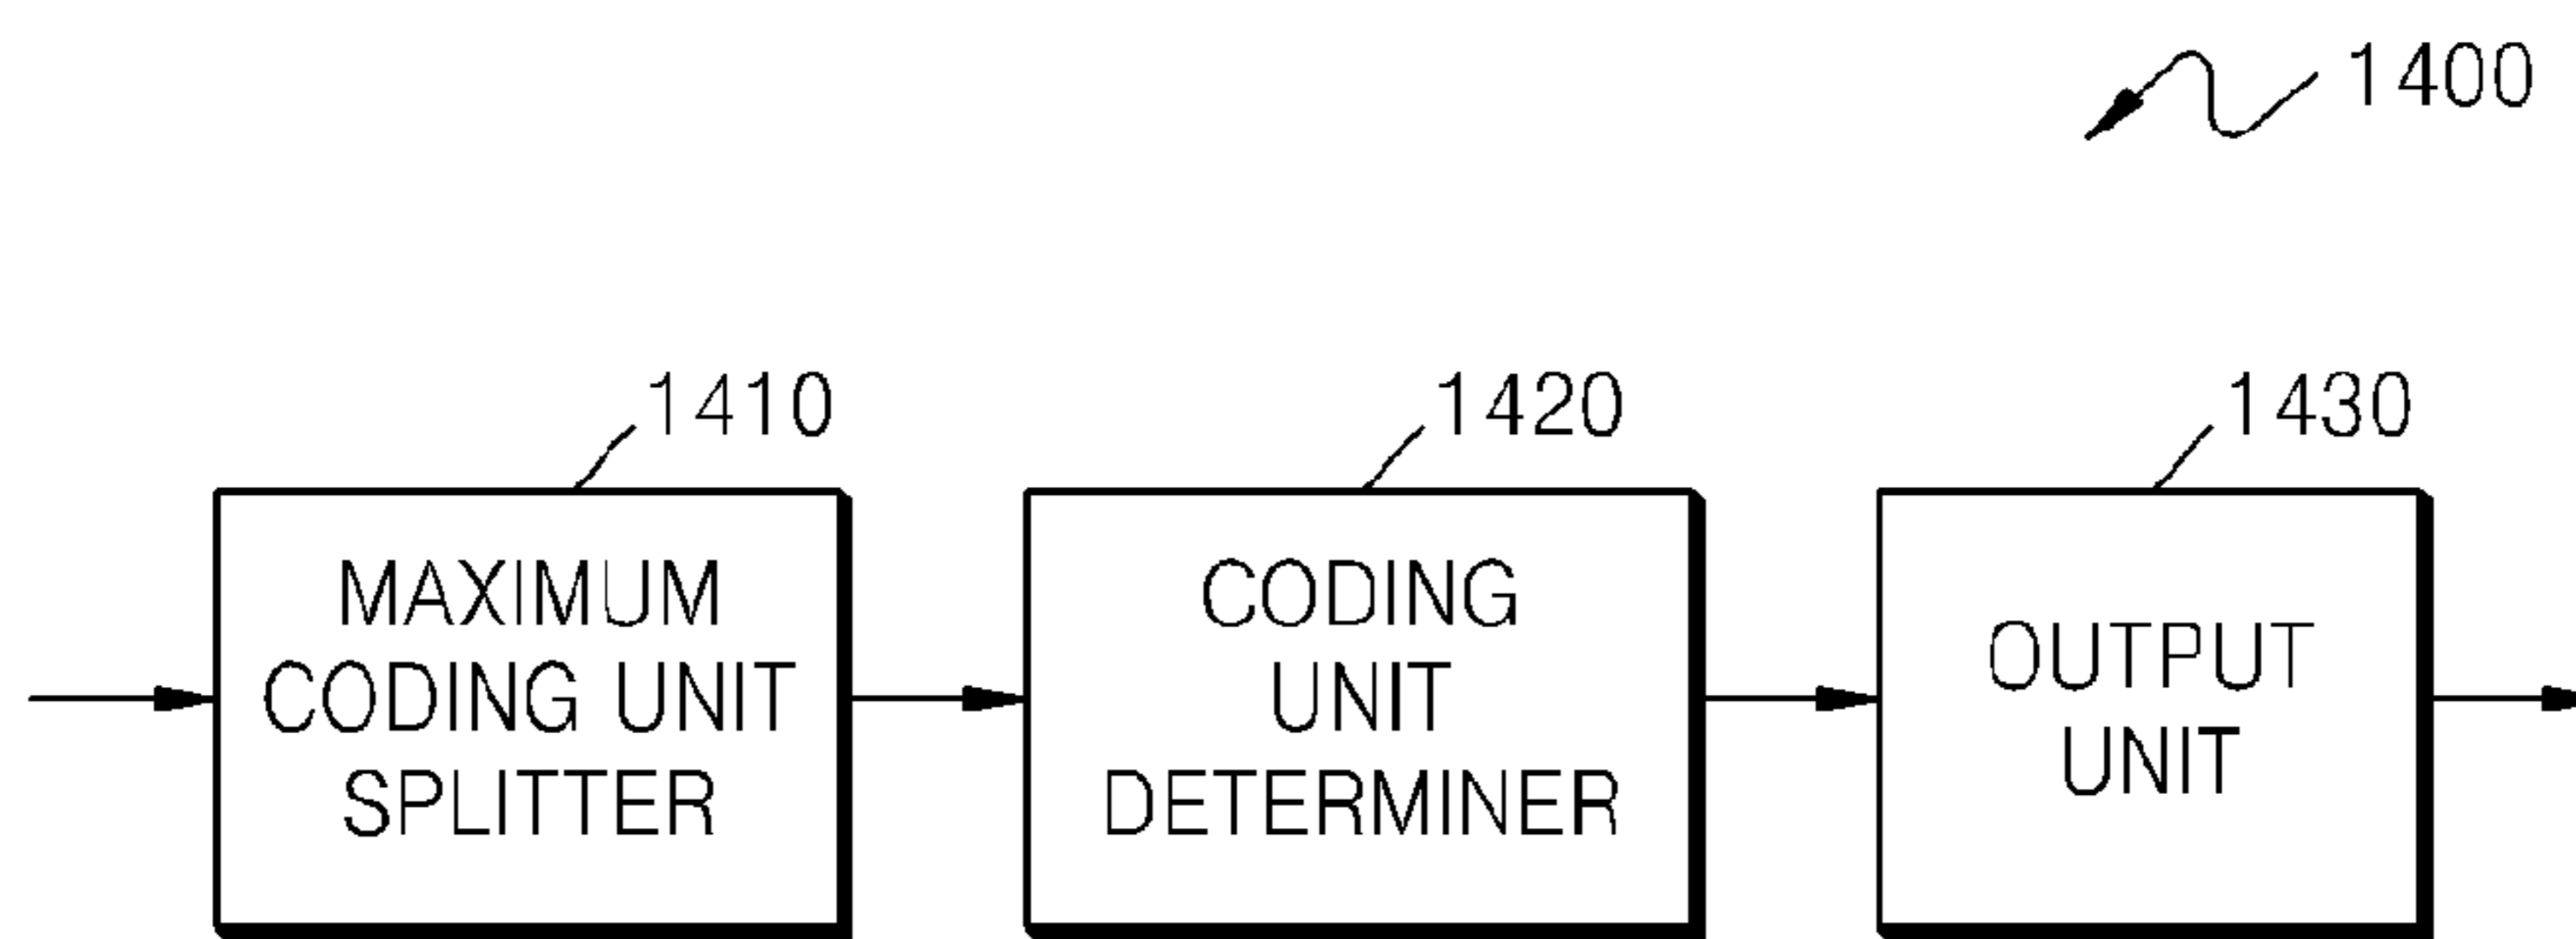 1400
1410
1420
1430
MAXIMUM
CODING UNIT
SPLITTER
CODING
UNIT
DETERMINER
OUTPUT
UNIT